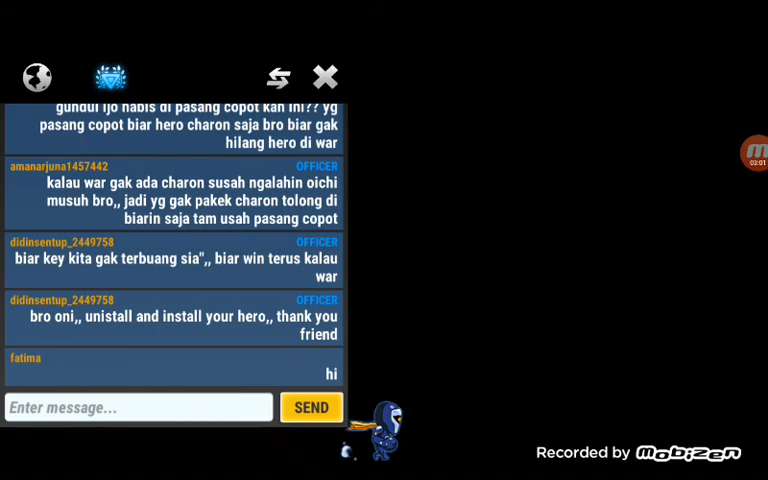 gundul ijo habis di pasang copot kan ini?? yg
pasang copot biar hero charon saja bro biar gak
hilang hero di war
amanarjuna1457442 OFFICER
kalau war gak ada charon susah ngalahin oichi
musuh bro,, jadi yg gak pakek charon tolong di
biarin saja tam usah pasang copot
didinsentup_2449758 OFFICER
biar key kita gak terbuang sia",, biar win terus kalau
war
didinsentup_2449758 OFFICER
bro oni,, unistall and install your hero,, thank you
friend
fatima
hi
Enter message... SEND
03:01
Recorded by mobizen